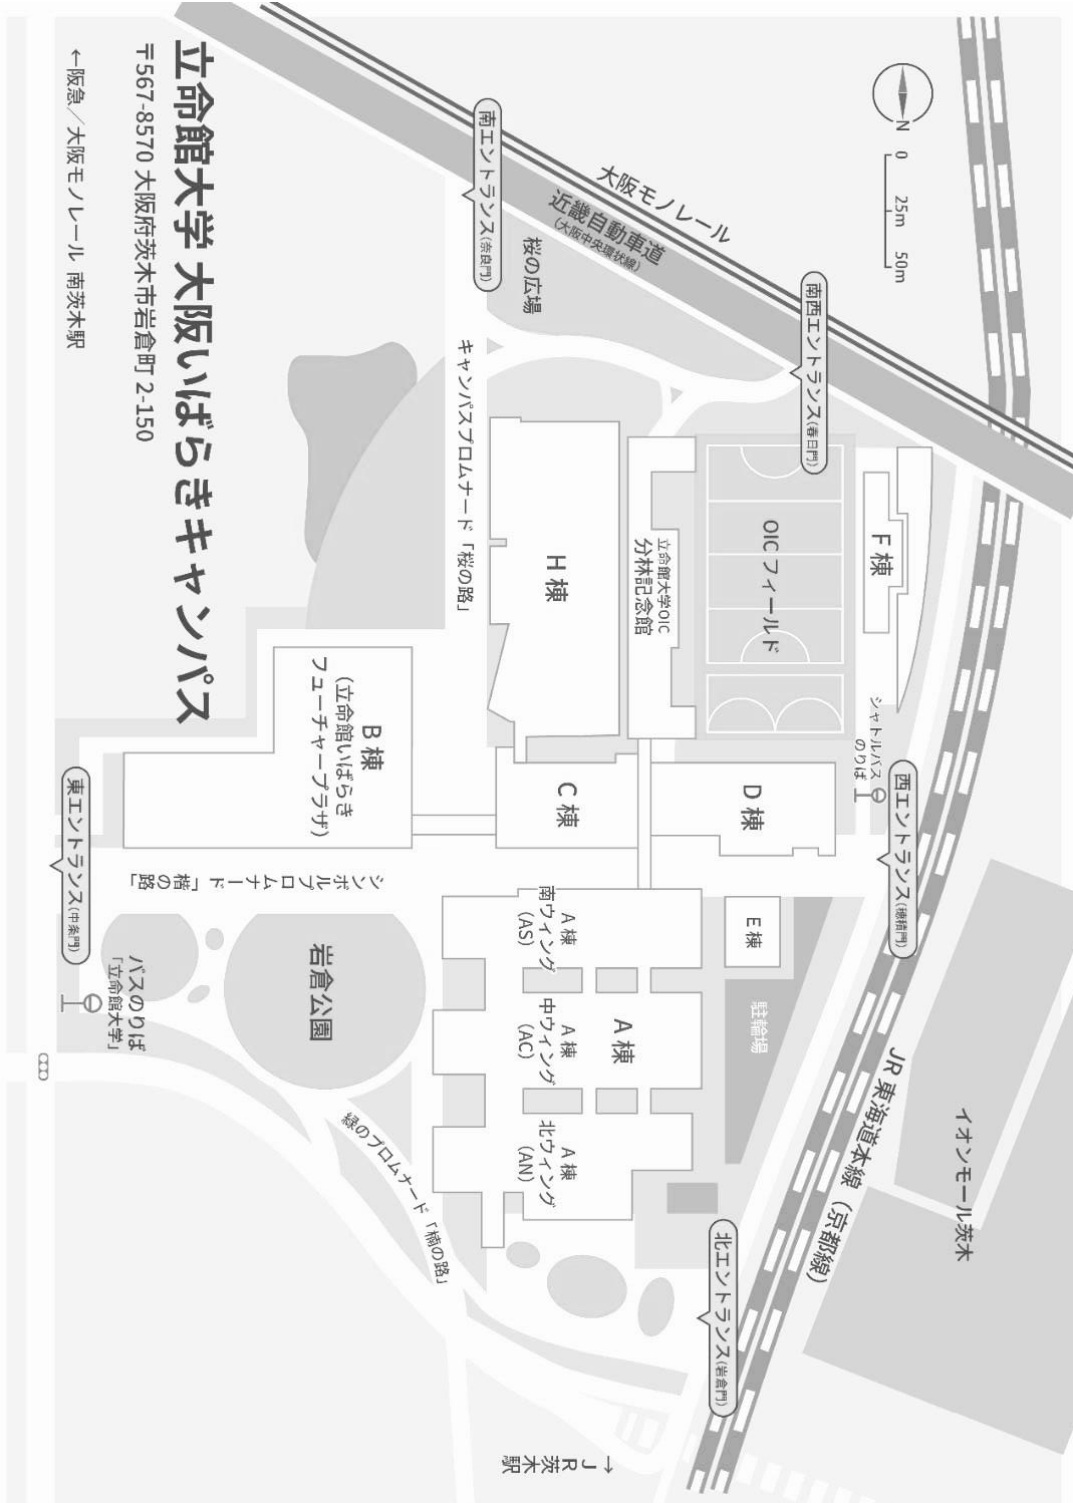 立命館大学 大阪いばらきキャンパス
〒567-8570 大阪府茨木市岩倉町 2-150
←阪急／大阪モノレール 南茨木駅
N
0 25m 50m
大阪モノレール
近畿自動車道
(大阪中央環状線)
南エントランス(奈良門)
桜の広場
南西エントランス(春日門)
キャンパスプロムナード「桜の路」
H棟
立命館大学OIC
分林記念館
OIC フィールド
F棟
シャトルバス
のりば
B棟
(立命館いばらき
フューチャープラザ)
C棟
D棟
西エントランス(穂積門)
東エントランス(中条門)
シンボルプロムナード「楷の路」
A棟
南ウィング
(AS)
E棟
バスのりば
「立命館大学」
岩倉公園
A棟
中ウィング
(AC)
A棟
駐輪場
JR 東海道本線（京都線）
イオンモール茨木
緑のプロムナード「楠の路」
A棟
北ウィング
(AN)
北エントランス(岩倉門)
→ＪＲ茨木駅